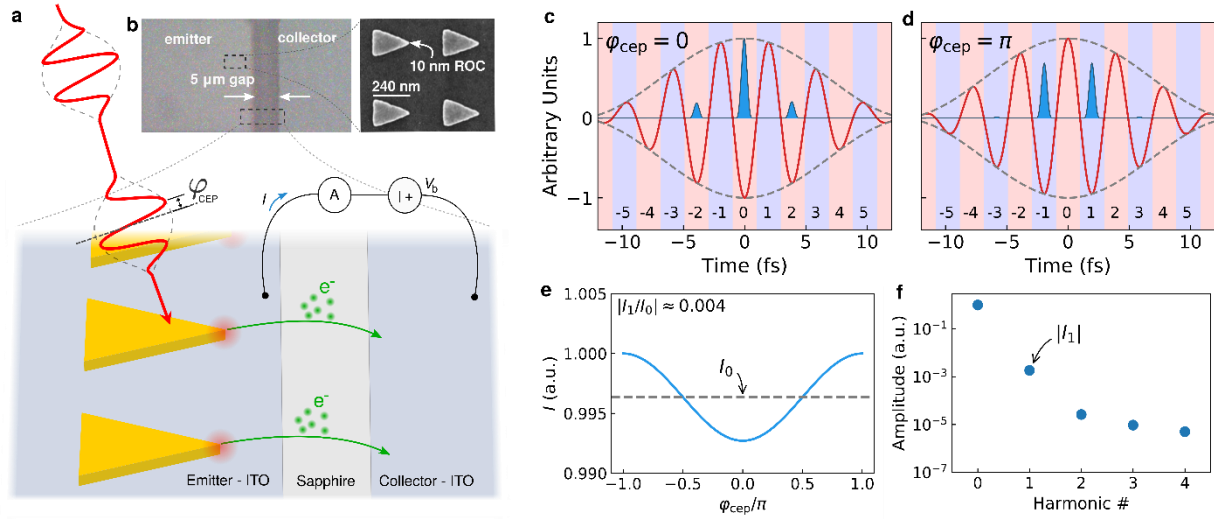 a
b
emitter
collector
5 μm gap
10 nm ROC
240 nm
φCEP
I
A
| +
Vb
e-
e-
Emitter - ITO
Sapphire
Collector - ITO
c
φcep = 0
Arbitrary Units
1
0
−1
-5 -4 -3 -2 -1 0 1 2 3 4 5
−10 −5 0 5 10
Time (fs)
d
φcep = π
-5 -4 -3 -2 -1 0 1 2 3 4 5
−10 −5 0 5 10
Time (fs)
e
|I1/I0| ≈ 0.004
I0
I (a.u.)
1.005
1.000
0.995
0.990
−1.0 −0.5 0.0 0.5 1.0
φcep/π
f
|I1|
Amplitude (a.u.)
10−1
10−3
10−5
10−7
0 1 2 3 4
Harmonic #